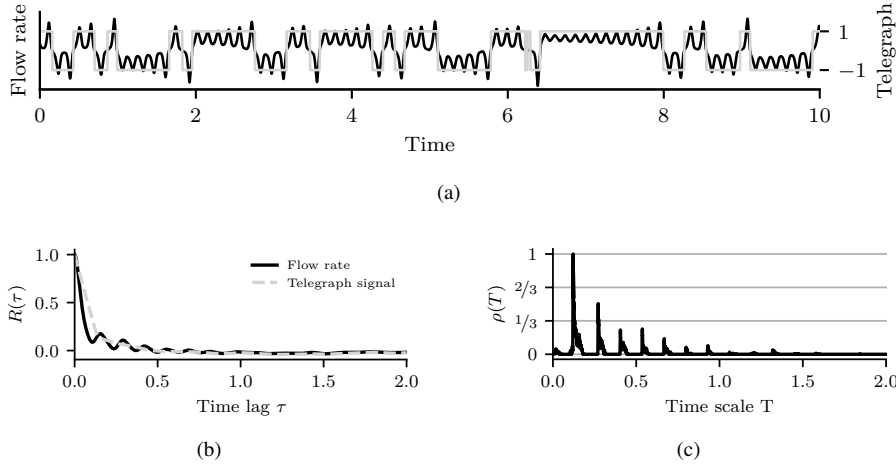 Flow rate
1
−1
Telegraph
0
2
4
6
8
10
Time
(a)
R(τ)
1.0
0.5
0.0
Flow rate
Telegraph signal
0.0
0.5
1.0
1.5
2.0
Time lag τ
(b)
ρ(T)
1
2/3
1/3
0
0.0
0.5
1.0
1.5
2.0
Time scale T
(c)